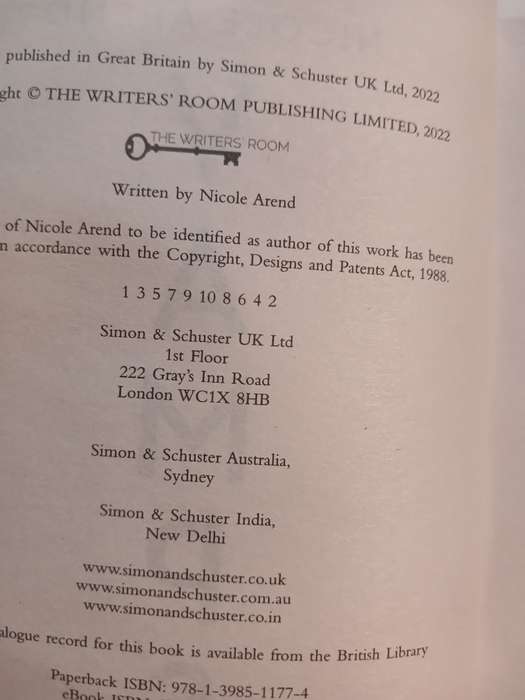 published in Great Britain by Simon & Schuster UK Ltd, 2022
ght © THE WRITERS' ROOM PUBLISHING LIMITED, 2022
THE WRITERS' ROOM
Written by Nicole Arend
of Nicole Arend to be identified as author of this work has been
n accordance with the Copyright, Designs and Patents Act, 1988.
1 3 5 7 9 10 8 6 4 2
Simon & Schuster UK Ltd
1st Floor
222 Gray's Inn Road
London WC1X 8HB
Simon & Schuster Australia,
Sydney
Simon & Schuster India,
New Delhi
www.simonandschuster.co.uk
www.simonandschuster.com.au
www.simonandschuster.co.in
alogue record for this book is available from the British Library
Paperback ISBN: 978-1-3985-1177-4
eBook ISBN